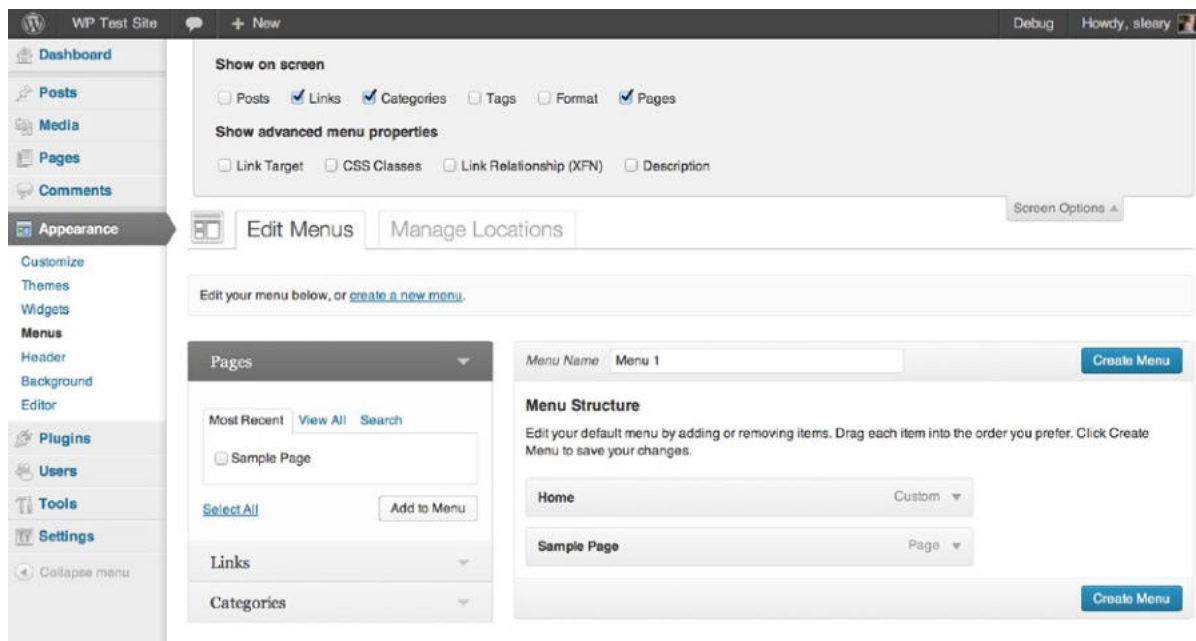 WP Test Site + New Debug Howdy, sleary
Dashboard
Posts
Media
Pages
Comments
Appearance
Customize
Themes
Widgets
Menus
Header
Background
Editor
Plugins
Users
Tools
Settings
Collapse menu
Show on screen
Posts Links Categories Tags Format Pages
Show advanced menu properties
Link Target CSS Classes Link Relationship (XFN) Description
Screen Options
Edit Menus Manage Locations
Edit your menu below, or create a new menu.
Pages
Most Recent View All Search
Sample Page
Select All Add to Menu
Links
Categories
Menu Name Menu 1 Create Menu
Menu Structure
Edit your default menu by adding or removing items. Drag each item into the order you prefer. Click Create
Menu to save your changes.
Home Custom
Sample Page Page
Create Menu